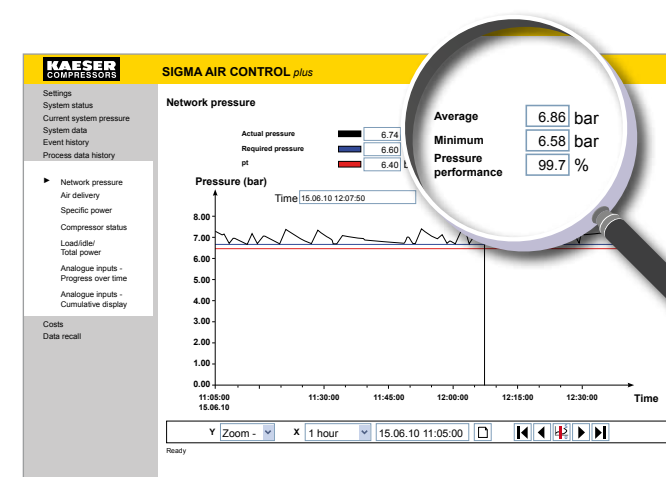 KAESER
COMPRESSORS
SIGMA AIR CONTROL plus
Settings
System status
Current system pressure
System data
Event history
Process data history
Network pressure
Air delivery
Specific power
Compressor status
Load/idle/
Total power
Analogue inputs -
Progress over time
Analogue inputs -
Cumulative display
Costs
Data recall
Network pressure
Actual pressure 6.74
Required pressure 6.60
pt 6.40
Average 6.86 bar
Minimum 6.58 bar
Pressure
performance 99.7 %
Pressure (bar)
Time 15.06.10 12:07:50
8.00
7.00
6.00
5.00
4.00
3.00
2.00
1.00
0.00
11:05:00 11:30:00 11:45:00 12:00:00 12:15:00 12:30:00 Time
15.06.10
Y Zoom - X 1 hour 15.06.10 11:05:00
Ready